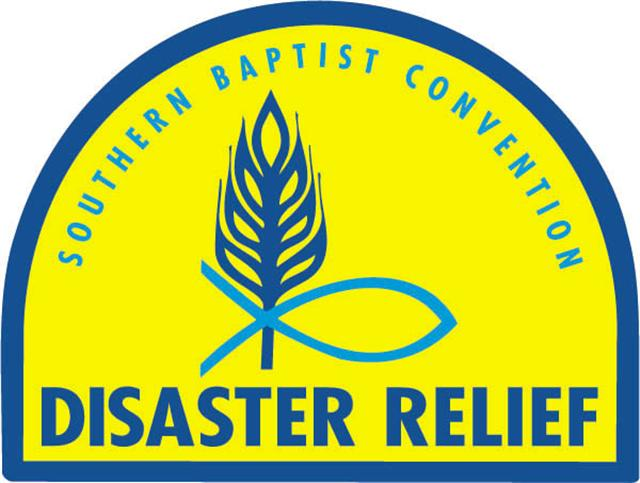 SOUTHERN BAPTIST CONVENTION
DISASTER RELIEF